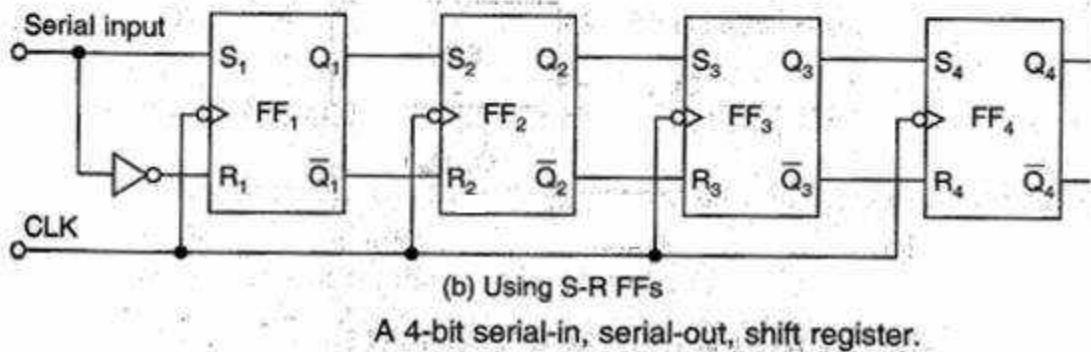 Serial input
S₁ Q₁ S₂ Q₂ S₃ Q₃ S₄ Q₄
FF₁ FF₂ FF₃ FF₄
R₁ Q̅₁ R₂ Q̅₂ R₃ Q̅₃ R₄ Q̅₄
CLK
(b) Using S-R FFs
A 4-bit serial-in, serial-out, shift register.